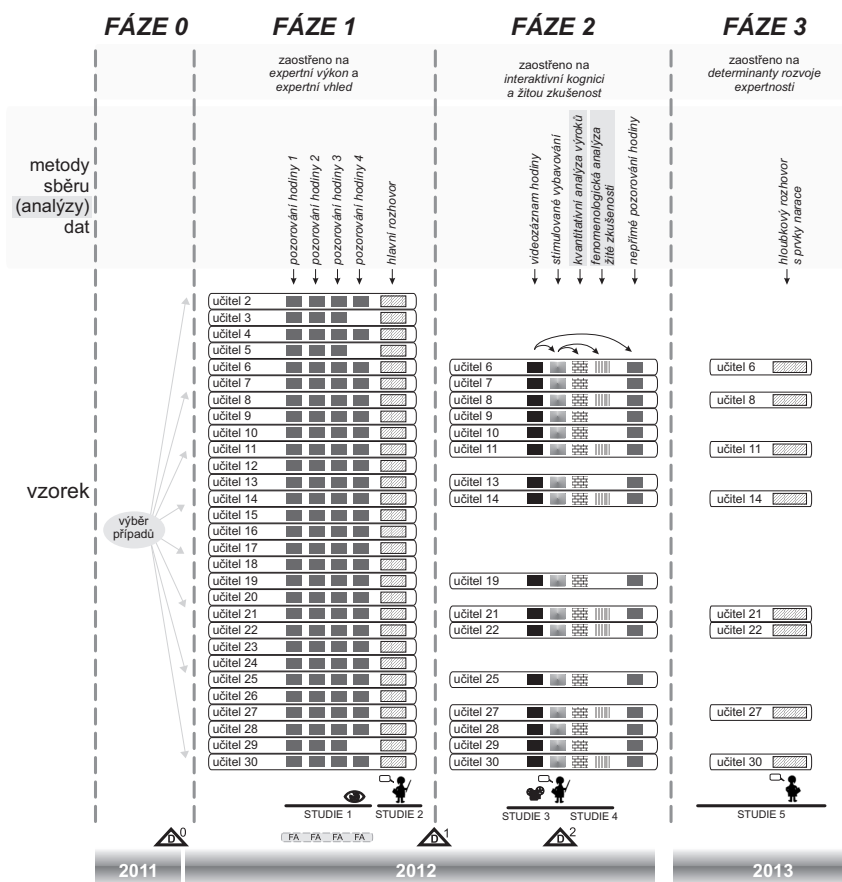 FÁZE 0
FÁZE 1
FÁZE 2
FÁZE 3
zaostřeno na
expertní výkon a
expertní vhled
zaostřeno na
interaktivní kognici
a žitou zkušenost
zaostřeno na
determinanty rozvoje
expertnosti
metody
sběru
(analýzy)
dat
pozorování hodiny 1
pozorování hodiny 2
pozorování hodiny 3
pozorování hodiny 4
hlavní rozhovor
videozáznam hodiny
stimulované vybavování
kvantitativní analýza výroků
fenomenologická analýza
žité zkušenosti
nepřímé pozorování hodiny
hloubkový rozhovor
s prvky narace
vzorek
výběr
případů
učitel 2
učitel 3
učitel 4
učitel 5
učitel 6
učitel 7
učitel 8
učitel 9
učitel 10
učitel 11
učitel 12
učitel 13
učitel 14
učitel 15
učitel 16
učitel 17
učitel 18
učitel 19
učitel 20
učitel 21
učitel 22
učitel 23
učitel 24
učitel 25
učitel 26
učitel 27
učitel 28
učitel 29
učitel 30
učitel 6
učitel 7
učitel 8
učitel 9
učitel 10
učitel 11
učitel 13
učitel 14
učitel 19
učitel 21
učitel 22
učitel 25
učitel 27
učitel 28
učitel 29
učitel 30
učitel 6
učitel 8
učitel 11
učitel 14
učitel 21
učitel 22
učitel 27
učitel 30
STUDIE 1
STUDIE 2
STUDIE 3
STUDIE 4
STUDIE 5
D 0
FA FA FA FA
D 1
D 2
2011
2012
2013